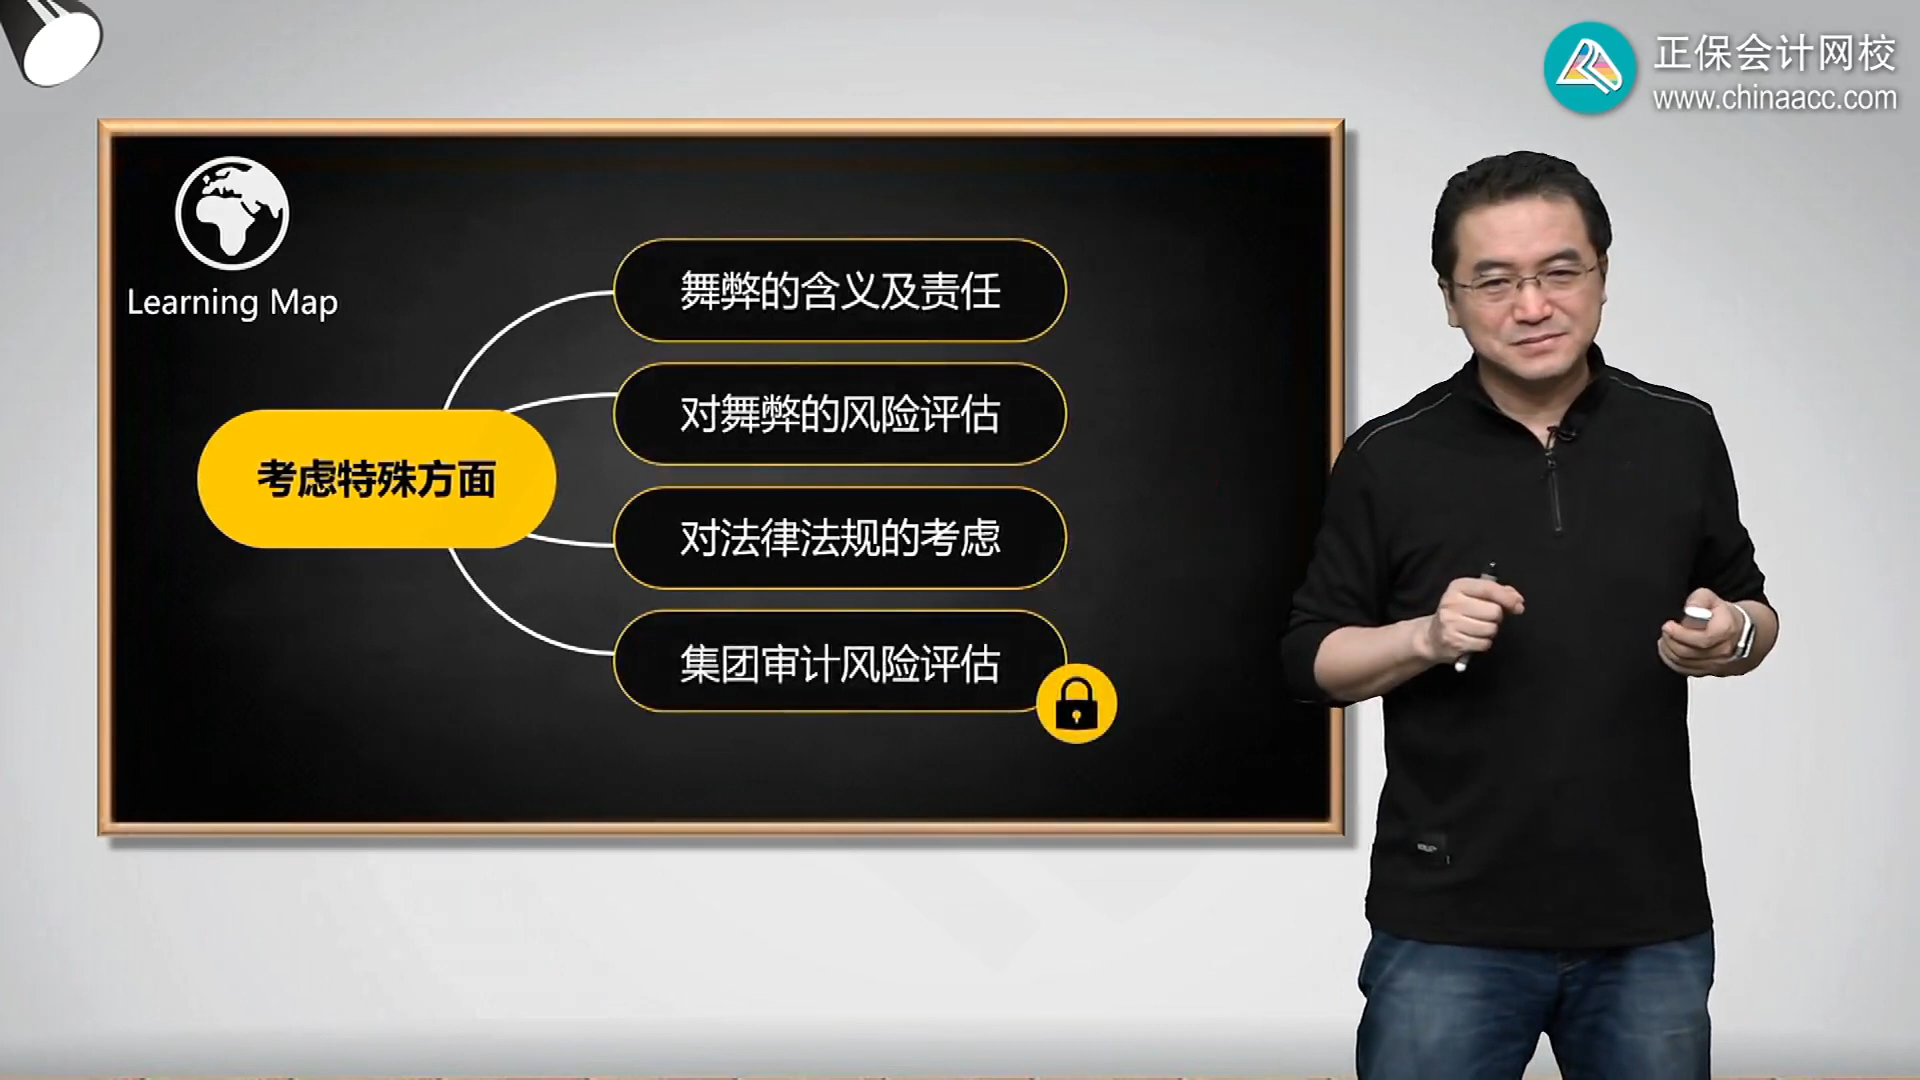 正保会计网校
www.chinaacc.com
Learning Map
考虑特殊方面
舞弊的含义及责任
对舞弊的风险评估
对法律法规的考虑
集团审计风险评估